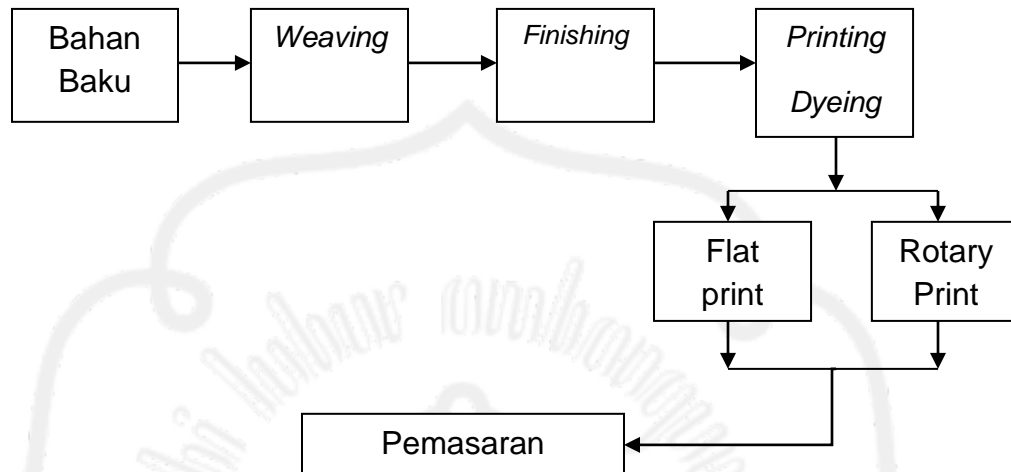 Bahan
Baku
Weaving
Finishing
Printing
Dyeing
Flat
print
Rotary
Print
Pemasaran